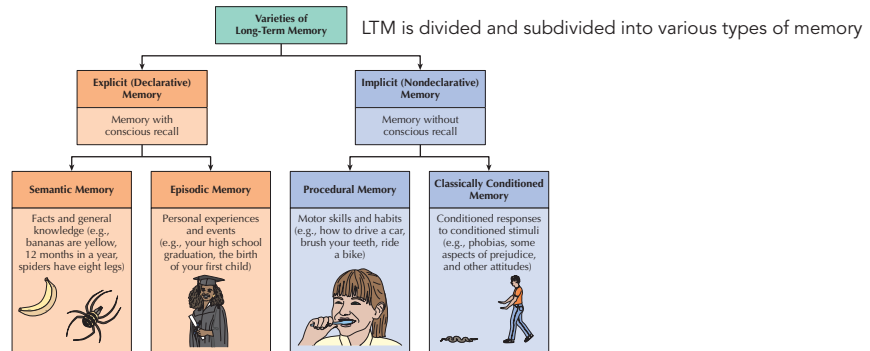 Varieties of
Long-Term Memory
LTM is divided and subdivided into various types of memory
Explicit (Declarative)
Memory
Memory with
conscious recall
Implicit (Nondeclarative)
Memory
Memory without
conscious recall
Semantic Memory
Facts and general
knowledge (e.g.,
bananas are yellow,
12 months in a year,
spiders have eight legs)
Episodic Memory
Personal experiences
and events
(e.g., your high school
graduation, the birth
of your first child)
Procedural Memory
Motor skills and habits
(e.g., how to drive a car,
brush your teeth, ride
a bike)
Classically Conditioned
Memory
Conditioned responses
to conditioned stimuli
(e.g., phobias, some
aspects of prejudice,
and other attitudes)